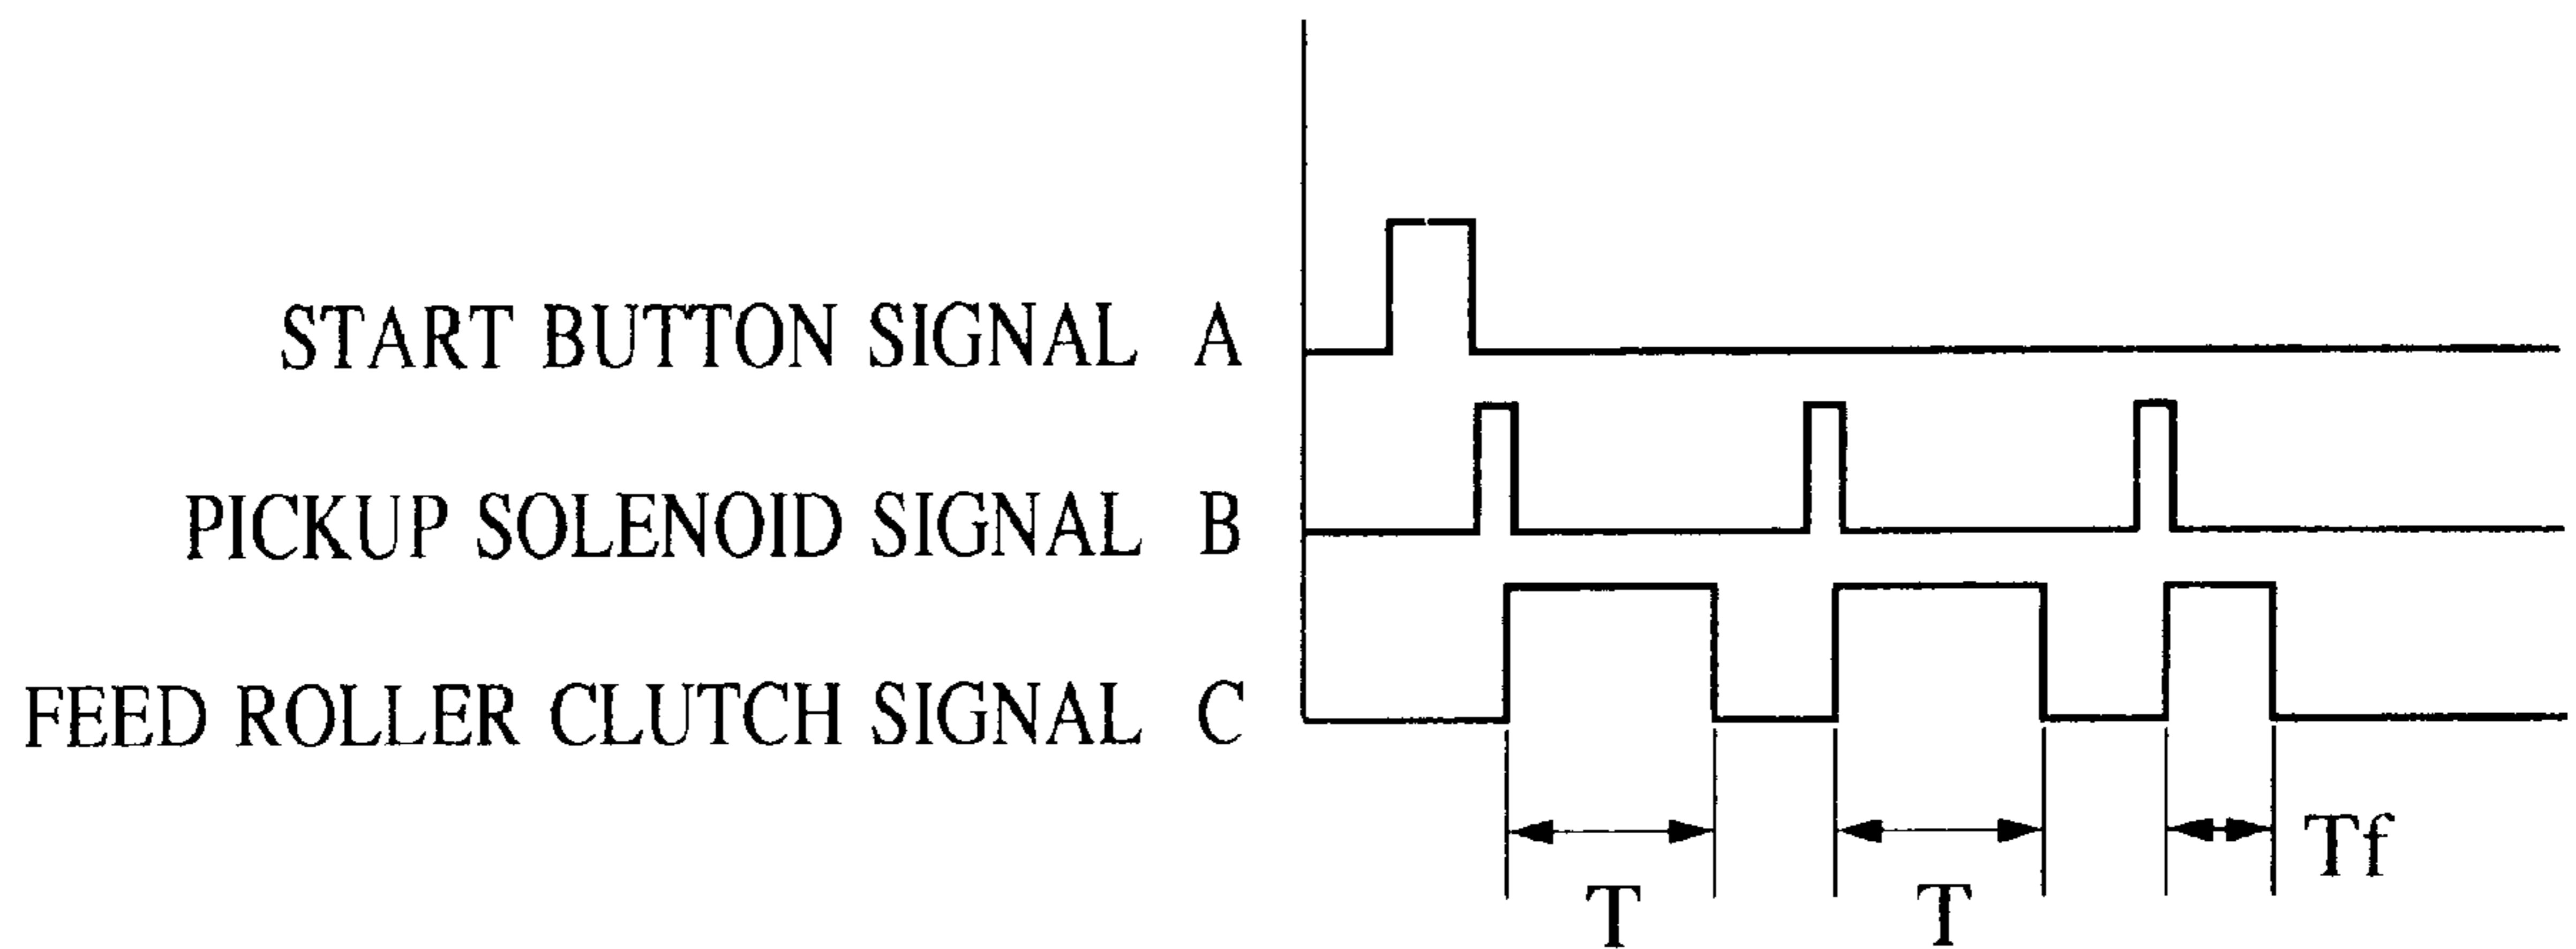 START BUTTON SIGNAL A
PICKUP SOLENOID SIGNAL B
FEED ROLLER CLUTCH SIGNAL C
Tf
T T